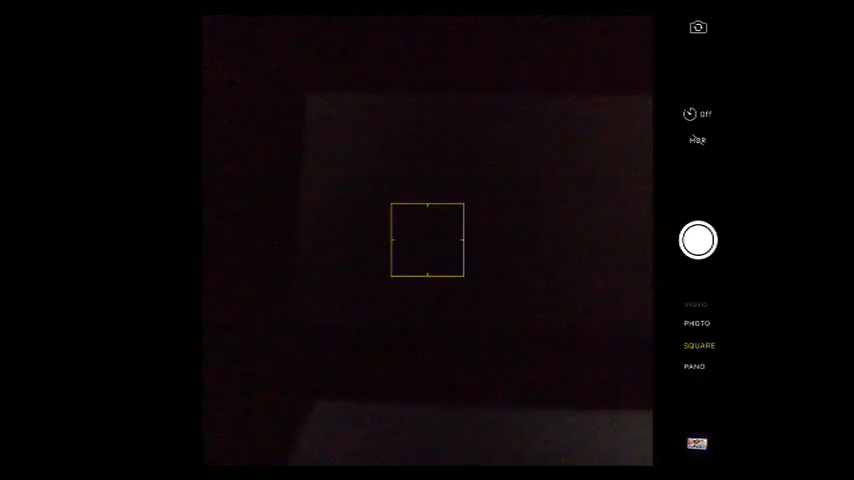 Off
HDR
VIDEO
PHOTO
SQUARE
PANO